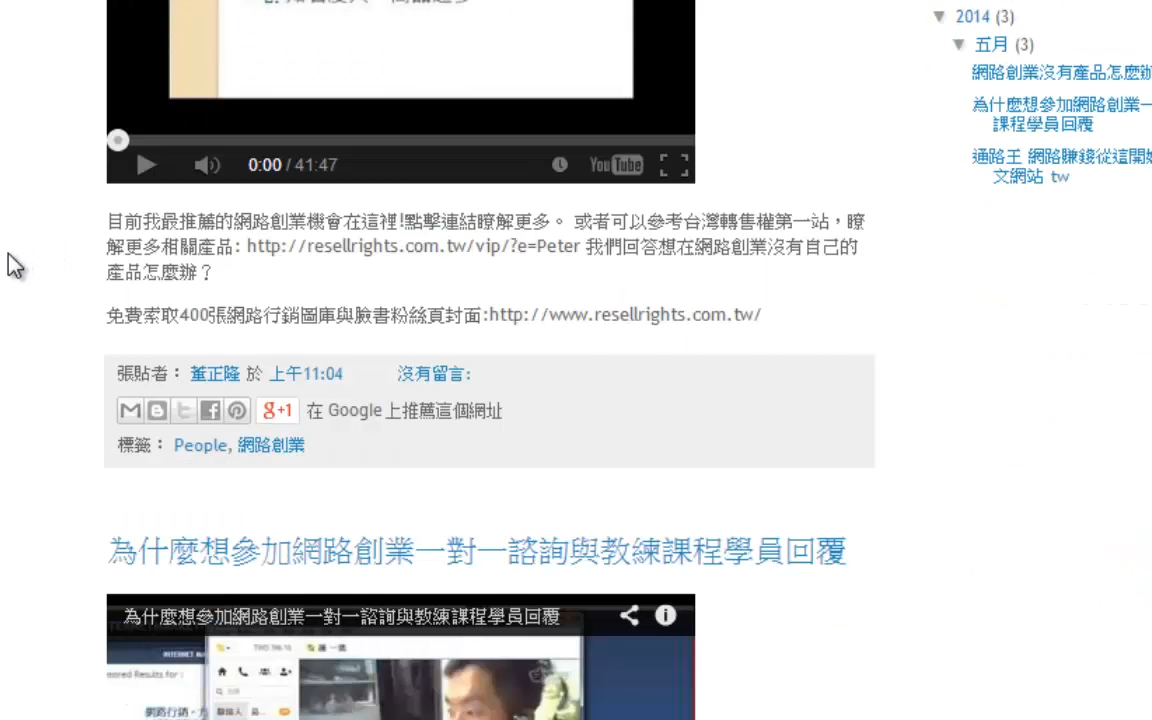 0:00 / 41:47
YouTube
目前我最推薦的網路創業機會在這裡!點擊連結瞭解更多。 或者可以參考台灣轉售權第一站，瞭
解更多相關產品: http://resellrights.com.tw/vip/?e=Peter 我們回答想在網路創業沒有自己的
產品怎麼辦？
免費索取400張網路行銷圖庫與臉書粉絲頁封面:http://www.resellrights.com.tw/
張貼者： 董正隆 於 上午11:04 沒有留言:
g+1 在 Google 上推薦這個網址
標籤： People, 網路創業
為什麼想參加網路創業一對一諮詢與教練課程學員回覆
為什麼想參加網路創業一對一諮詢與教練課程學員回覆
網路行銷
2014 (3)
五月 (3)
網路創業沒有產品怎麼辦
為什麼想參加網路創業一
課程學員回覆
通路王 網路賺錢從這開始
文網站 tw